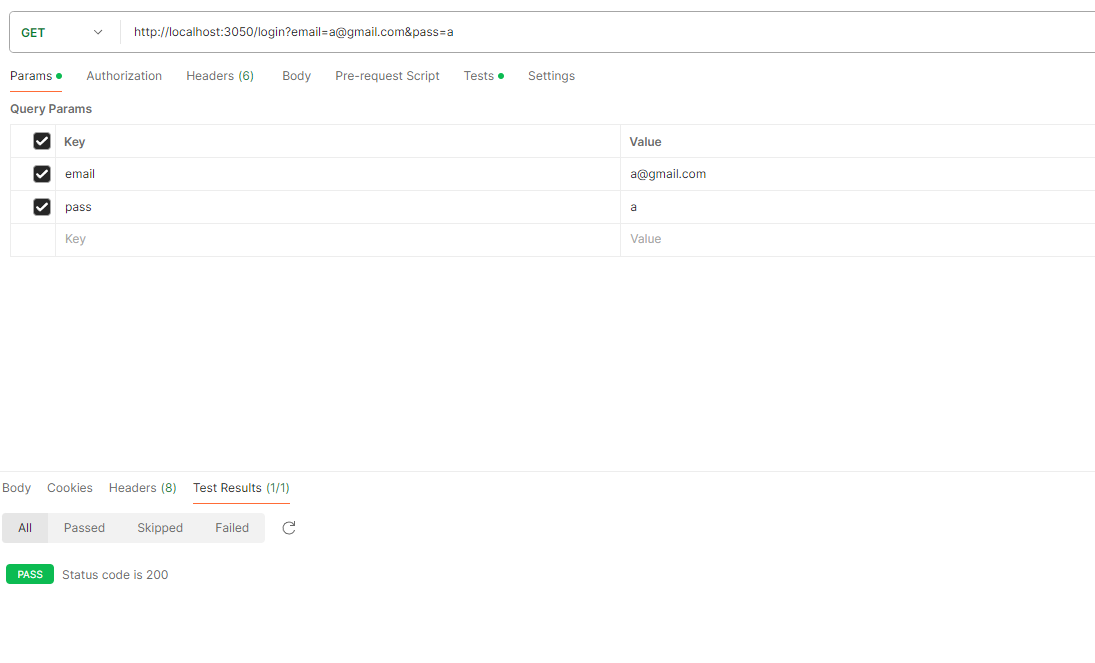 GET http://localhost:3050/login?email=a@gmail.com&pass=a
Params Authorization Headers (6) Body Pre-request Script Tests Settings
Query Params
Key Value
email a@gmail.com
pass a
Key Value
Body Cookies Headers (8) Test Results (1/1)
All Passed Skipped Failed
PASS Status code is 200